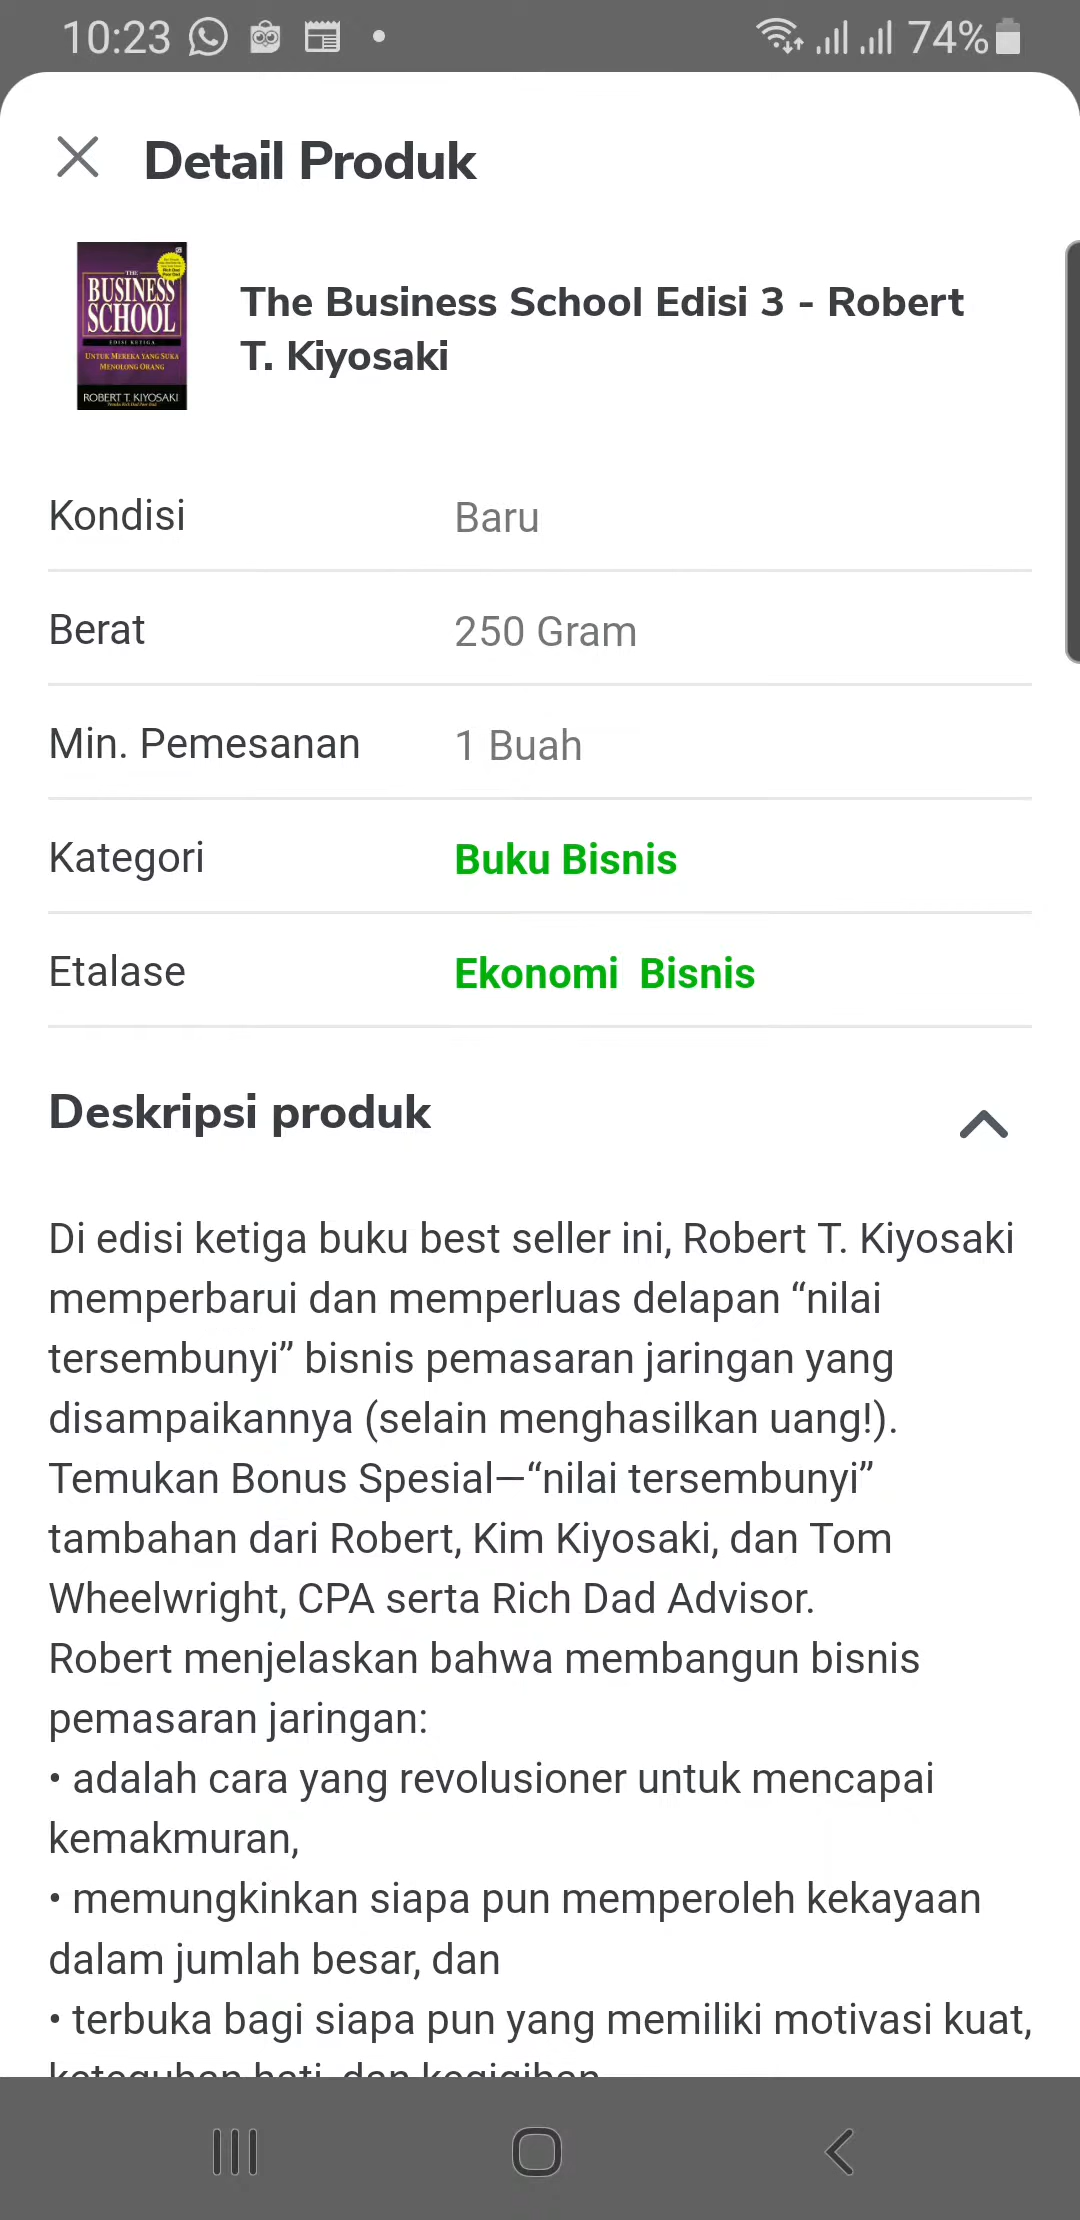 10:23
74%
Detail Produk
THE
BUSINESS
SCHOOL
EDISI KETIGA
UNTUK MEREKA YANG SUKA
MENOLONG ORANG
ROBERT T. KIYOSAKI
The Business School Edisi 3 - Robert
T. Kiyosaki
Kondisi Baru
Berat 250 Gram
Min. Pemesanan 1 Buah
Kategori Buku Bisnis
Etalase Ekonomi  Bisnis
Deskripsi produk
Di edisi ketiga buku best seller ini, Robert T. Kiyosaki
memperbarui dan memperluas delapan “nilai
tersembunyi” bisnis pemasaran jaringan yang
disampaikannya (selain menghasilkan uang!).
Temukan Bonus Spesial—“nilai tersembunyi”
tambahan dari Robert, Kim Kiyosaki, dan Tom
Wheelwright, CPA serta Rich Dad Advisor.
Robert menjelaskan bahwa membangun bisnis
pemasaran jaringan:
• adalah cara yang revolusioner untuk mencapai
kemakmuran,
• memungkinkan siapa pun memperoleh kekayaan
dalam jumlah besar, dan
• terbuka bagi siapa pun yang memiliki motivasi kuat,
keteguhan hati, dan kegigihan